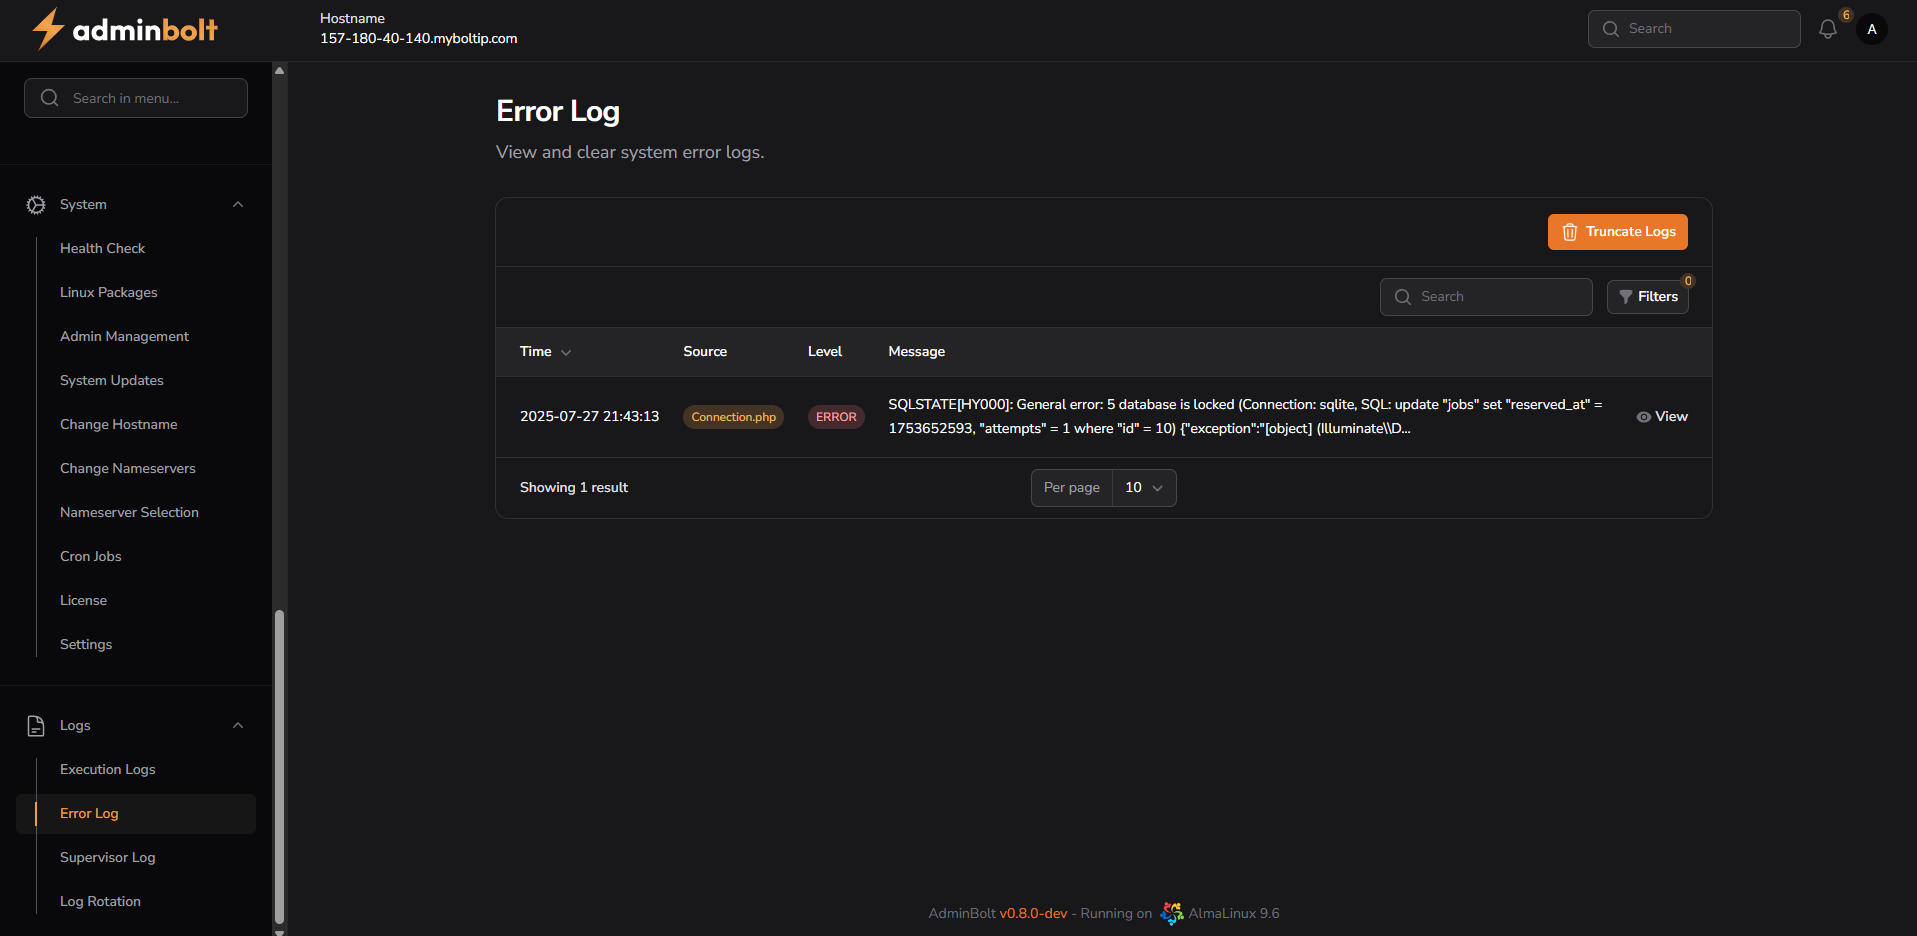 adminbolt
Hostname
157-180-40-140.myboltip.com
Search
6
A
Search in menu...
System
Health Check
Linux Packages
Admin Management
System Updates
Change Hostname
Change Nameservers
Nameserver Selection
Cron Jobs
License
Settings
Logs
Execution Logs
Error Log
Supervisor Log
Log Rotation
Error Log
View and clear system error logs.
Truncate Logs
Search
Filters
0
Time Source Level Message
2025-07-27 21:43:13 Connection.php ERROR SQLSTATE[HY000]: General error: 5 database is locked (Connection: sqlite, SQL: update "jobs" set "reserved_at" =
1753652593, "attempts" = 1 where "id" = 10) {"exception":"[object] (Illuminate\\D...
View
Showing 1 result
Per page 10
AdminBolt v0.8.0-dev - Running on AlmaLinux 9.6